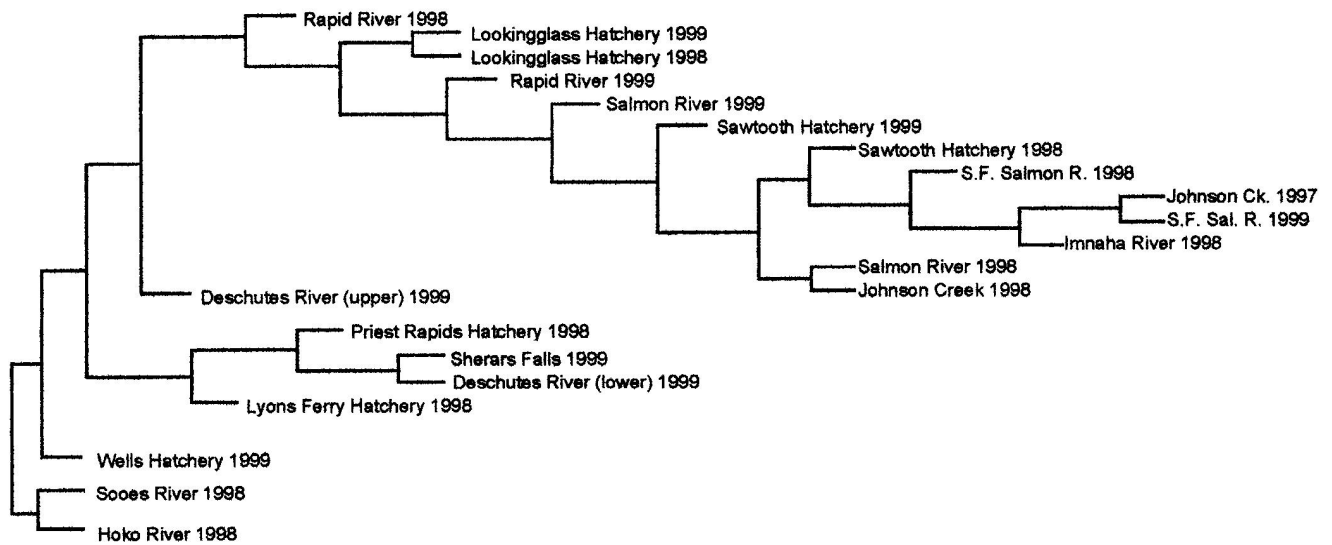 Rapid River 1998
Lookingglass Hatchery 1999
Lookingglass Hatchery 1998
Rapid River 1999
Salmon River 1999
Sawtooth Hatchery 1999
Sawtooth Hatchery 1998
S.F. Salmon R. 1998
Johnson Ck. 1997
S.F. Sal. R. 1999
Imnaha River 1998
Salmon River 1998
Johnson Creek 1998
Deschutes River (upper) 1999
Priest Rapids Hatchery 1998
Sherars Falls 1999
Deschutes River (lower) 1999
Lyons Ferry Hatchery 1998
Wells Hatchery 1999
Sooes River 1998
Hoko River 1998